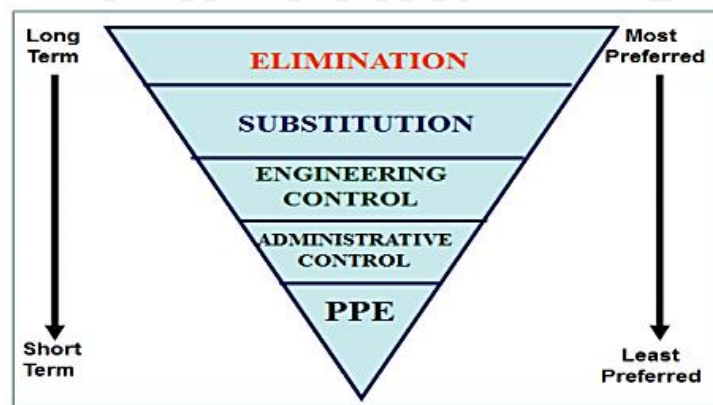 Long
Term
Most
Preferred
ELIMINATION
SUBSTITUTION
ENGINEERING
CONTROL
ADMINISTRATIVE
CONTROL
PPE
Short
Term
Least
Preferred